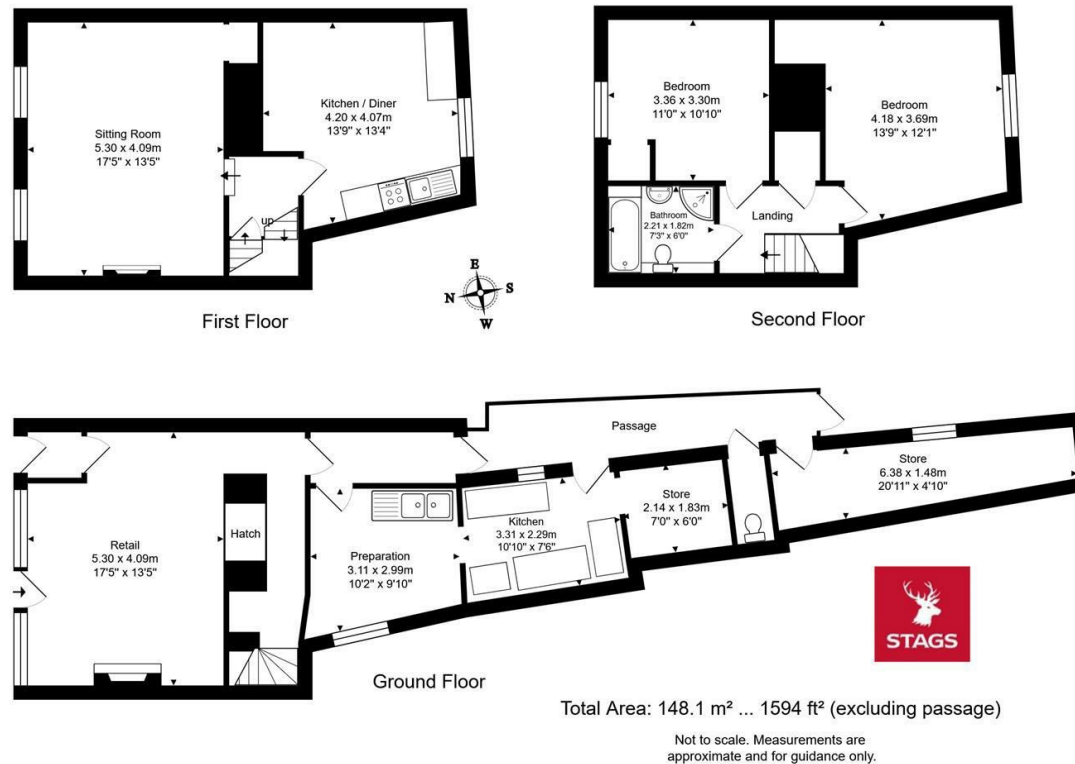 Sitting Room
5.30 x 4.09m
17'5" x 13'5"
Kitchen / Diner
4.20 x 4.07m
13'9" x 13'4"
up
First Floor
E
N
S
W
Bedroom
3.36 x 3.30m
11'0" x 10'10"
Bedroom
4.18 x 3.69m
13'9" x 12'1"
Bathroom
2.21 x 1.82m
7'3" x 6'0"
Landing
Second Floor
Passage
Store
6.38 x 1.48m
20'11" x 4'10"
Store
2.14 x 1.83m
7'0" x 6'0"
Kitchen
3.31 x 2.29m
10'10" x 7'6"
Hatch
Retail
5.30 x 4.09m
17'5" x 13'5"
Preparation
3.11 x 2.99m
10'2" x 9'10"
Ground Floor
STAGS
Total Area: 148.1 m² ... 1594 ft² (excluding passage)
Not to scale. Measurements are
approximate and for guidance only.